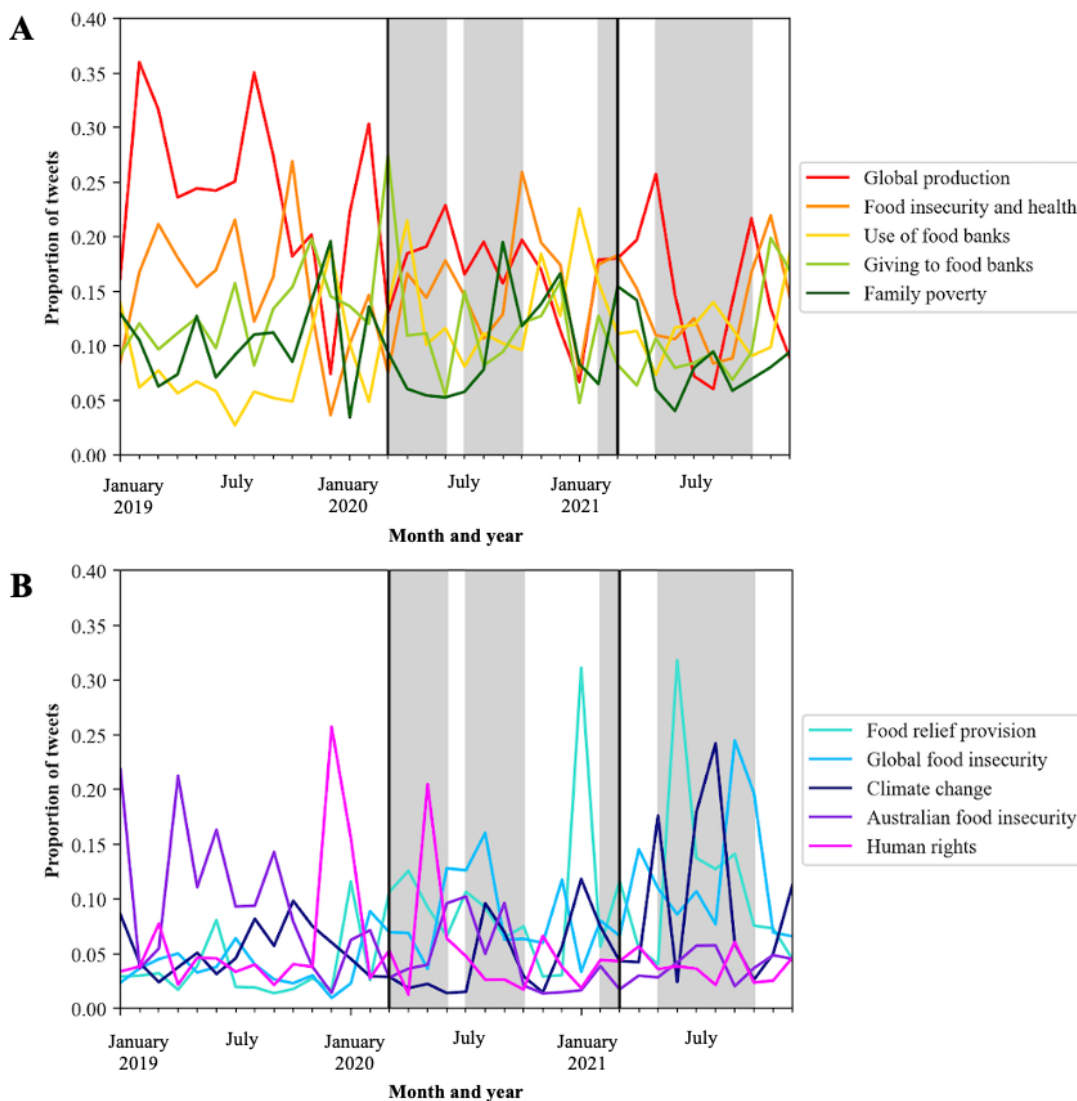 A
0.40
0.35
0.30
0.25
0.20
0.15
0.10
0.05
0.00
Proportion of tweets
January
2019
July
January
2020
July
January
2021
July
Month and year
Global production
Food insecurity and health
Use of food banks
Giving to food banks
Family poverty
B
0.40
0.35
0.30
0.25
0.20
0.15
0.10
0.05
0.00
Proportion of tweets
January
2019
July
January
2020
July
January
2021
July
Month and year
Food relief provision
Global food insecurity
Climate change
Australian food insecurity
Human rights